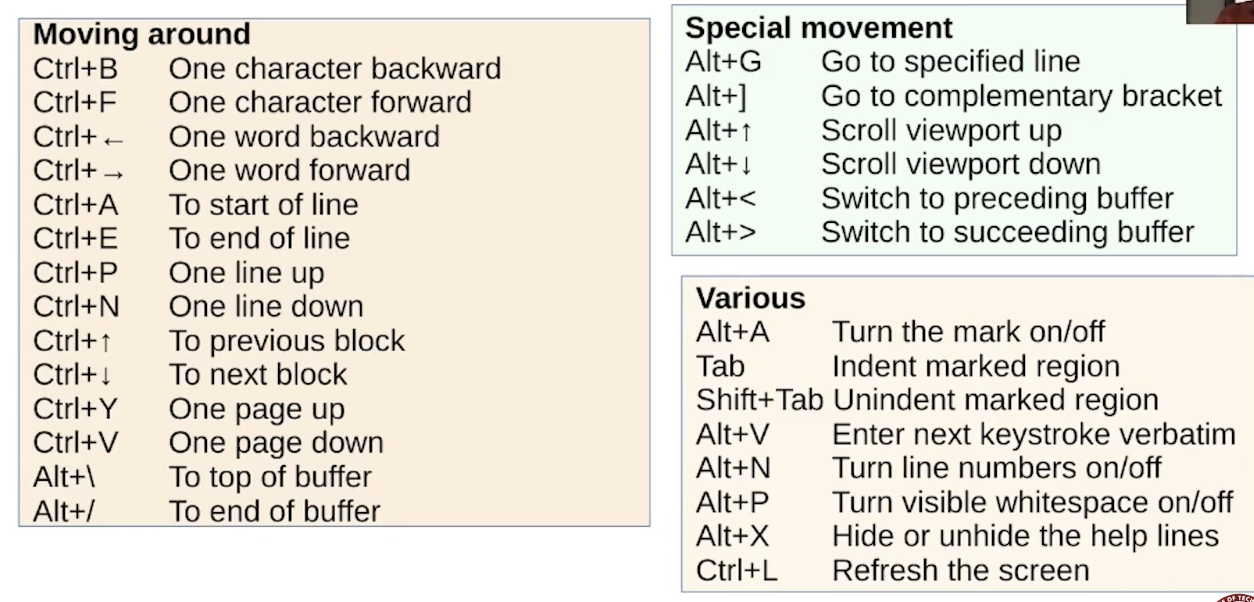 Moving around
Ctrl+B One character backward
Ctrl+F One character forward
Ctrl+← One word backward
Ctrl+→ One word forward
Ctrl+A To start of line
Ctrl+E To end of line
Ctrl+P One line up
Ctrl+N One line down
Ctrl+↑ To previous block
Ctrl+↓ To next block
Ctrl+Y One page up
Ctrl+V One page down
Alt+\ To top of buffer
Alt+/ To end of buffer
Special movement
Alt+G Go to specified line
Alt+] Go to complementary bracket
Alt+↑ Scroll viewport up
Alt+↓ Scroll viewport down
Alt+< Switch to preceding buffer
Alt+> Switch to succeeding buffer
Various
Alt+A Turn the mark on/off
Tab Indent marked region
Shift+Tab Unindent marked region
Alt+V Enter next keystroke verbatim
Alt+N Turn line numbers on/off
Alt+P Turn visible whitespace on/off
Alt+X Hide or unhide the help lines
Ctrl+L Refresh the screen